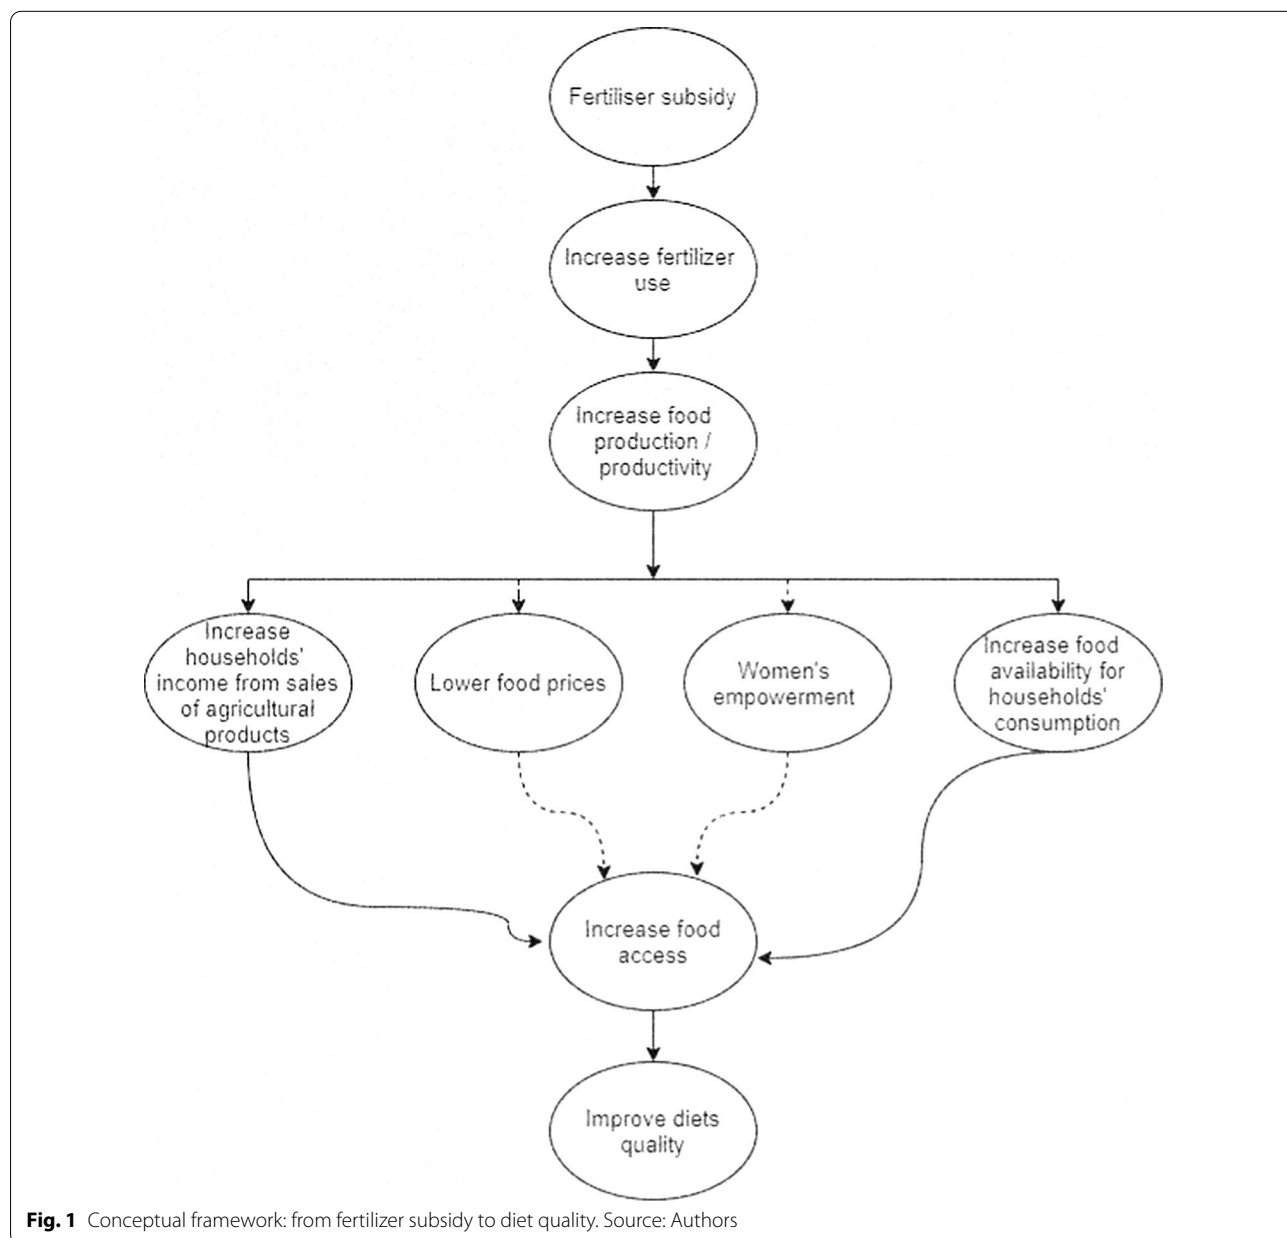 Fertiliser subsidy
Increase fertilizer
use
Increase food
production /
productivity
Increase
households'
income from sales
of agricultural
products
Lower food prices
Women's
empowerment
Increase food
availability for
households'
consumption
Increase food
access
Improve diets
quality
Fig. 1 Conceptual framework: from fertilizer subsidy to diet quality. Source: Authors